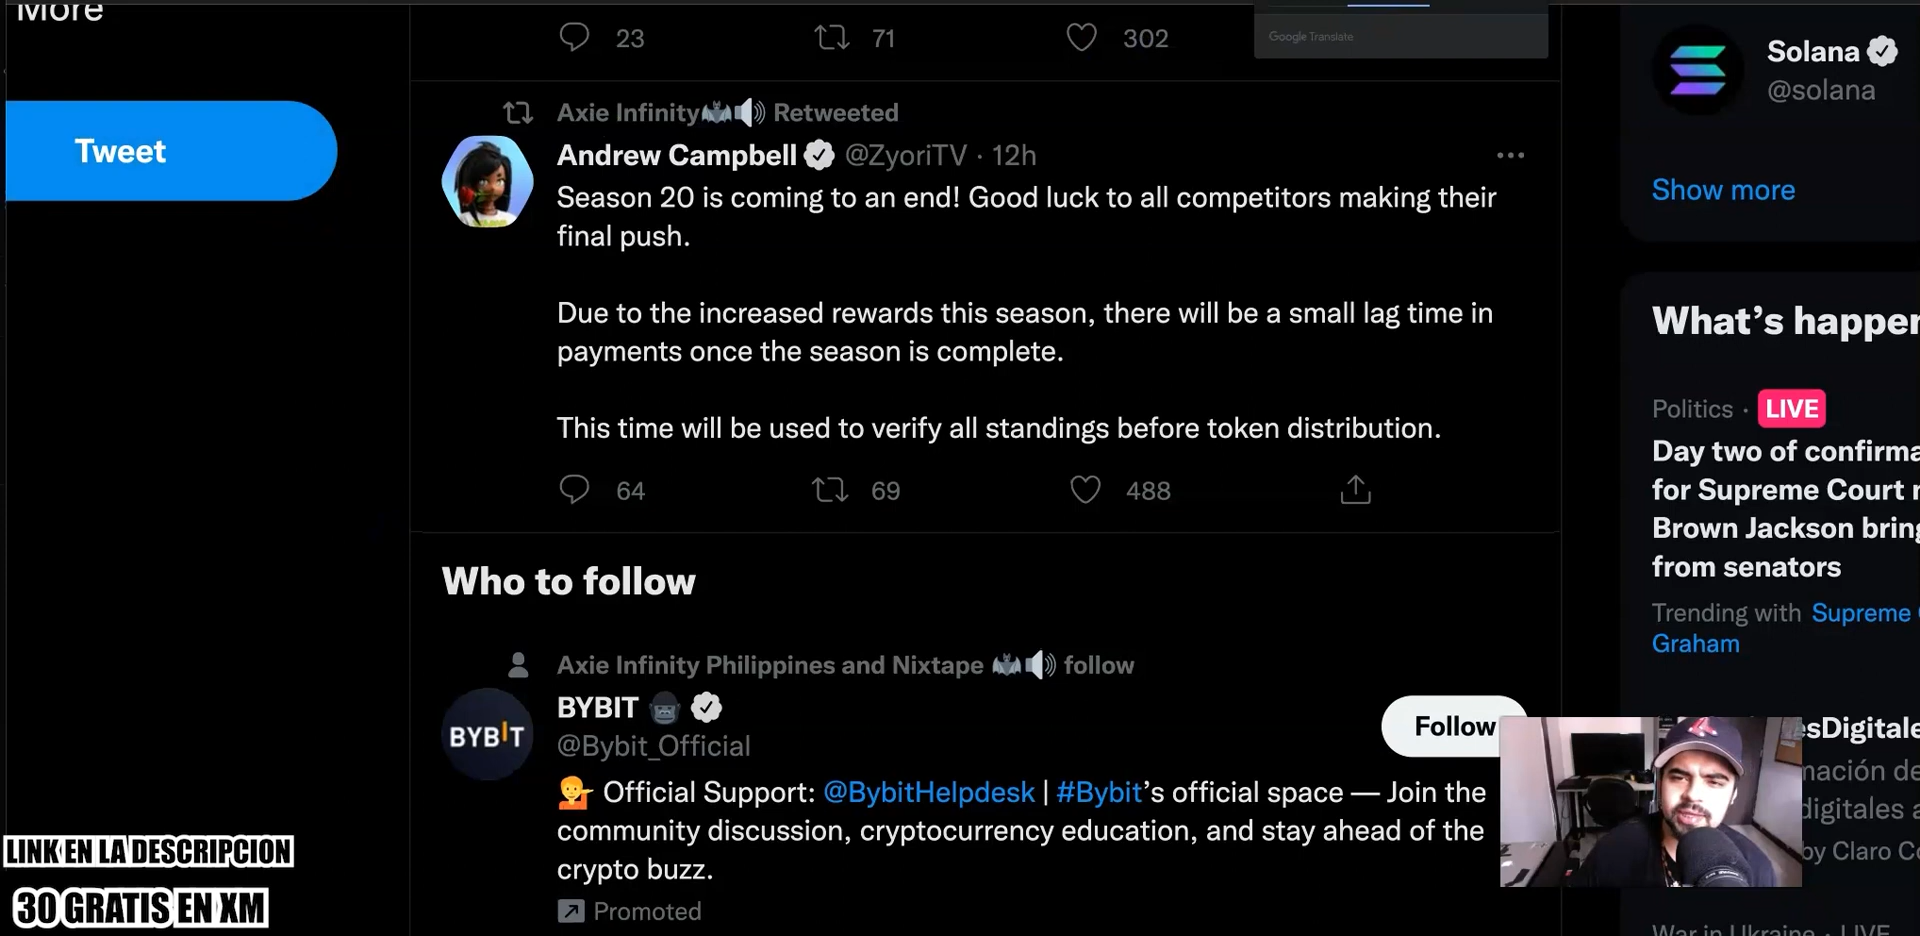 More
23 71 302
Google Translate
Axie Infinity Retweeted
Andrew Campbell @ZyoriTV · 12h
Season 20 is coming to an end! Good luck to all competitors making their
final push.
Due to the increased rewards this season, there will be a small lag time in
payments once the season is complete.
This time will be used to verify all standings before token distribution.
64 69 488
Who to follow
Axie Infinity Philippines and Nixtape follow
BYBIT
BYBIT
@Bybit_Official
Follow
Official Support: @BybitHelpdesk | #Bybit’s official space — Join the
community discussion, cryptocurrency education, and stay ahead of the
crypto buzz.
Promoted
Tweet
LINK EN LA DESCRIPCION
30 GRATIS EN XM
Solana
@solana
Show more
What’s happen
Politics · LIVE
Day two of confirma
for Supreme Court
Brown Jackson bring
from senators
Trending with Supreme
Graham
sDigitale
mación de
digitales a
by Claro Co
War in Ukraine · LIVE